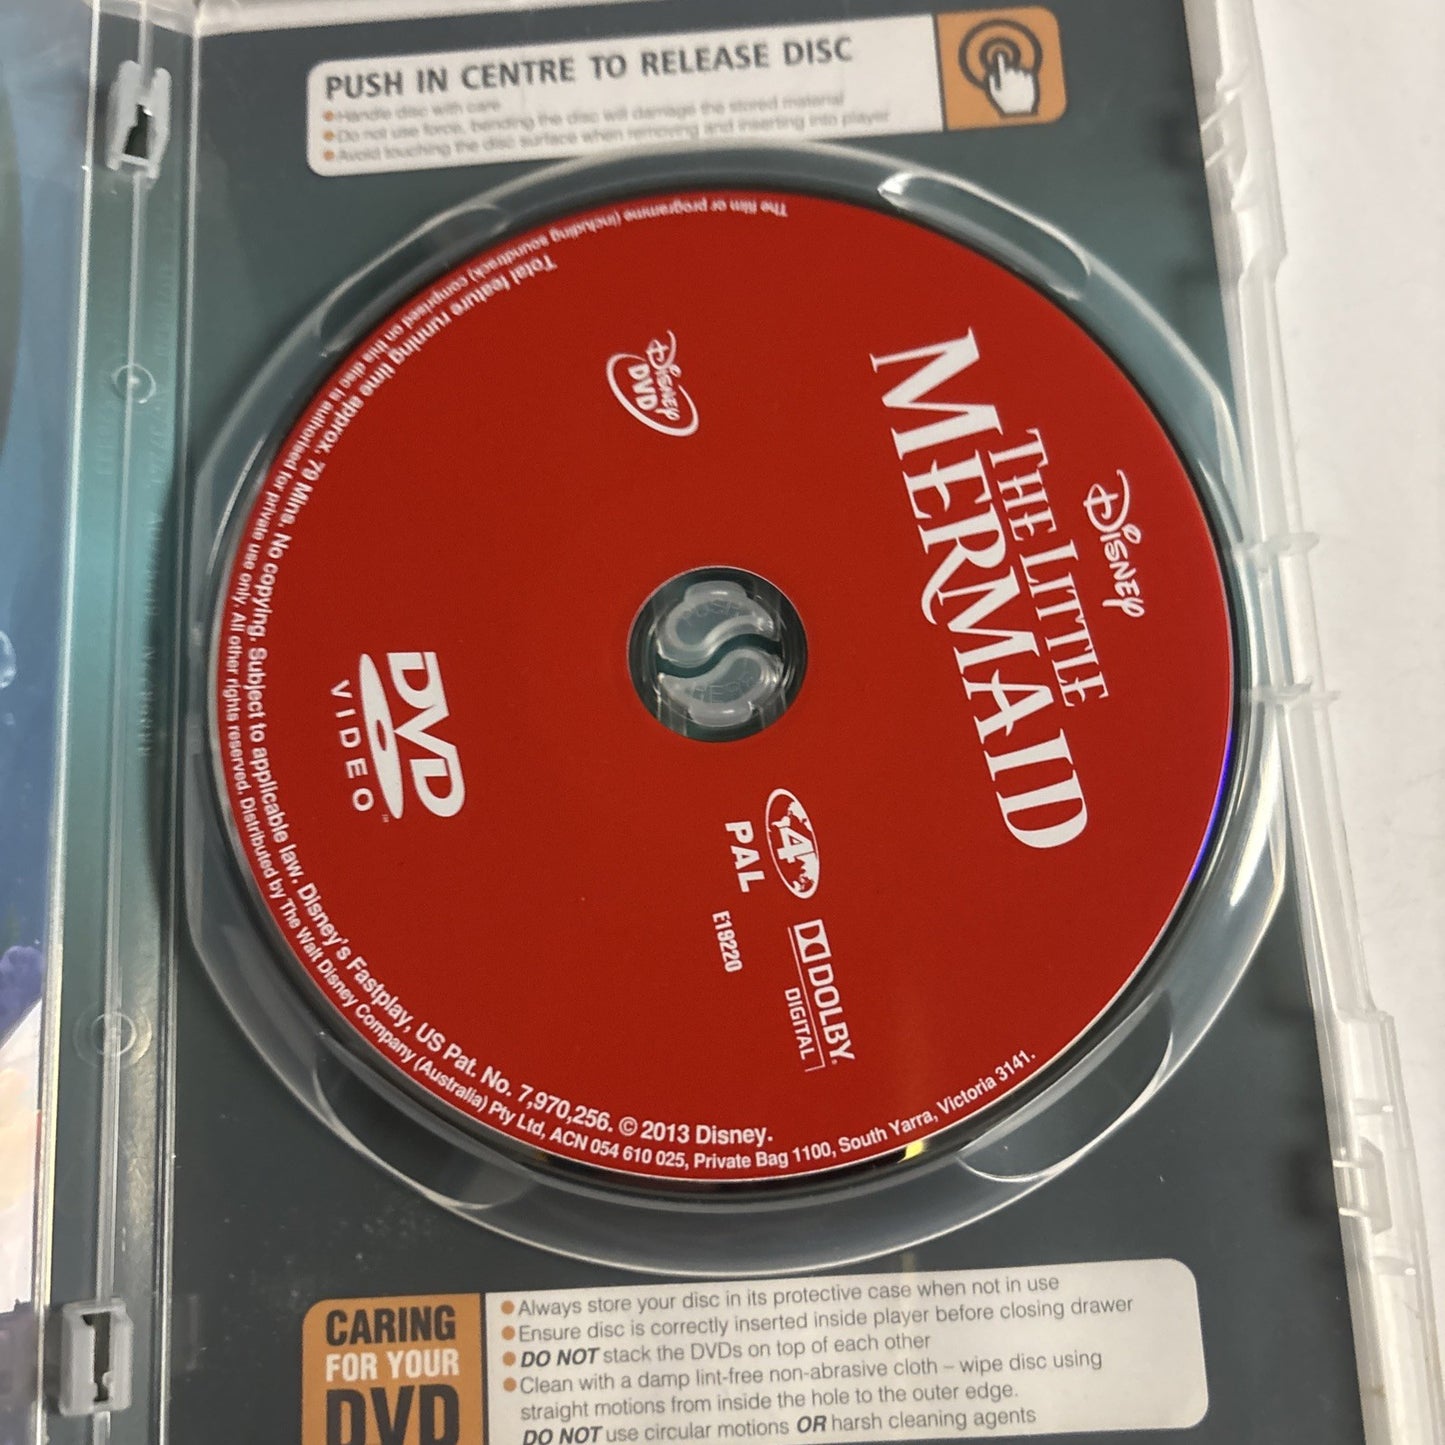 PUSH IN CENTRE TO RELEASE DISC
Handle disc with care
Do not use force, bending the disc will damage the stored material
Avoid touching the disc surface when removing and inserting into player
Disney
THE LITTLE
MERMAID
Disney
DVD
DVD
VIDEO
TM
4
PAL
E19220
DOLBY
DIGITAL
Total feature running time approx. 79 Mins. No copying. Subject to applicable law. Disney's Fastplay, US Pat. No. 7,970,256. © 2013 Disney.
The film or programme (including soundtrack) comprised on this disc is authorised for private use only. All other rights reserved. Distributed by The Walt Disney Company (Australia) Pty Ltd, ACN 054 610 025, Private Bag 1100, South Yarra, Victoria 3141.
PUSH
CARING
FOR YOUR
DVD
Always store your disc in its protective case when not in use
Ensure disc is correctly inserted inside player before closing drawer
DO NOT stack the DVDs on top of each other
Clean with a damp lint-free non-abrasive cloth – wipe disc using
straight motions from inside the hole to the outer edge.
DO NOT use circular motions OR harsh cleaning agents